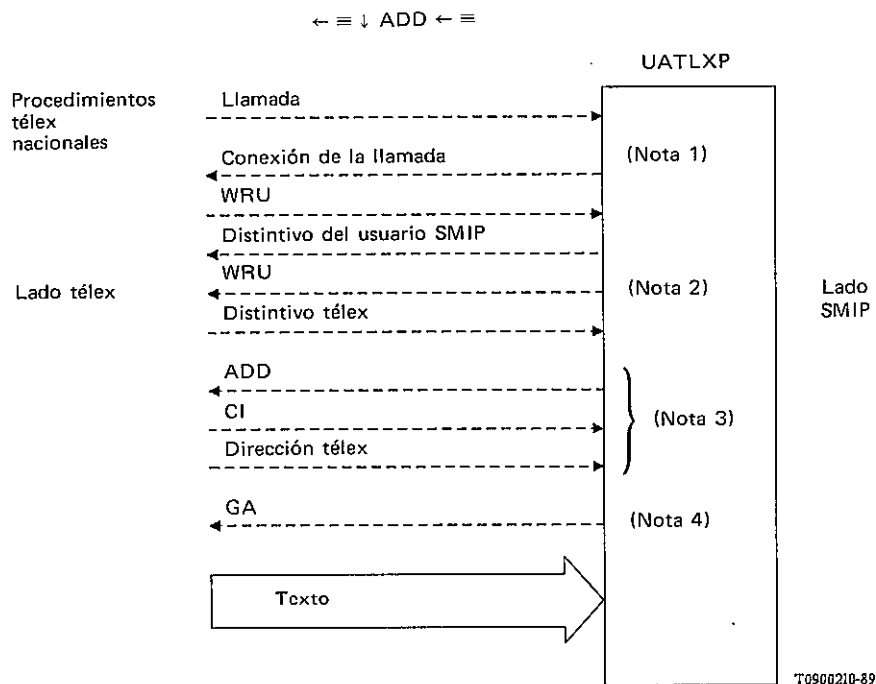 ← ≡ ↓ ADD ← ≡
UATLXP
Procedimientos
télex
nacionales
Llamada
Conexión de la llamada
(Nota 1)
WRU
Distintivo del usuario SMIP
Lado télex
WRU
(Nota 2)
Lado
SMIP
Distintivo télex
ADD
CI
(Nota 3)
Dirección télex
GA
(Nota 4)
Texto
T0900210-89